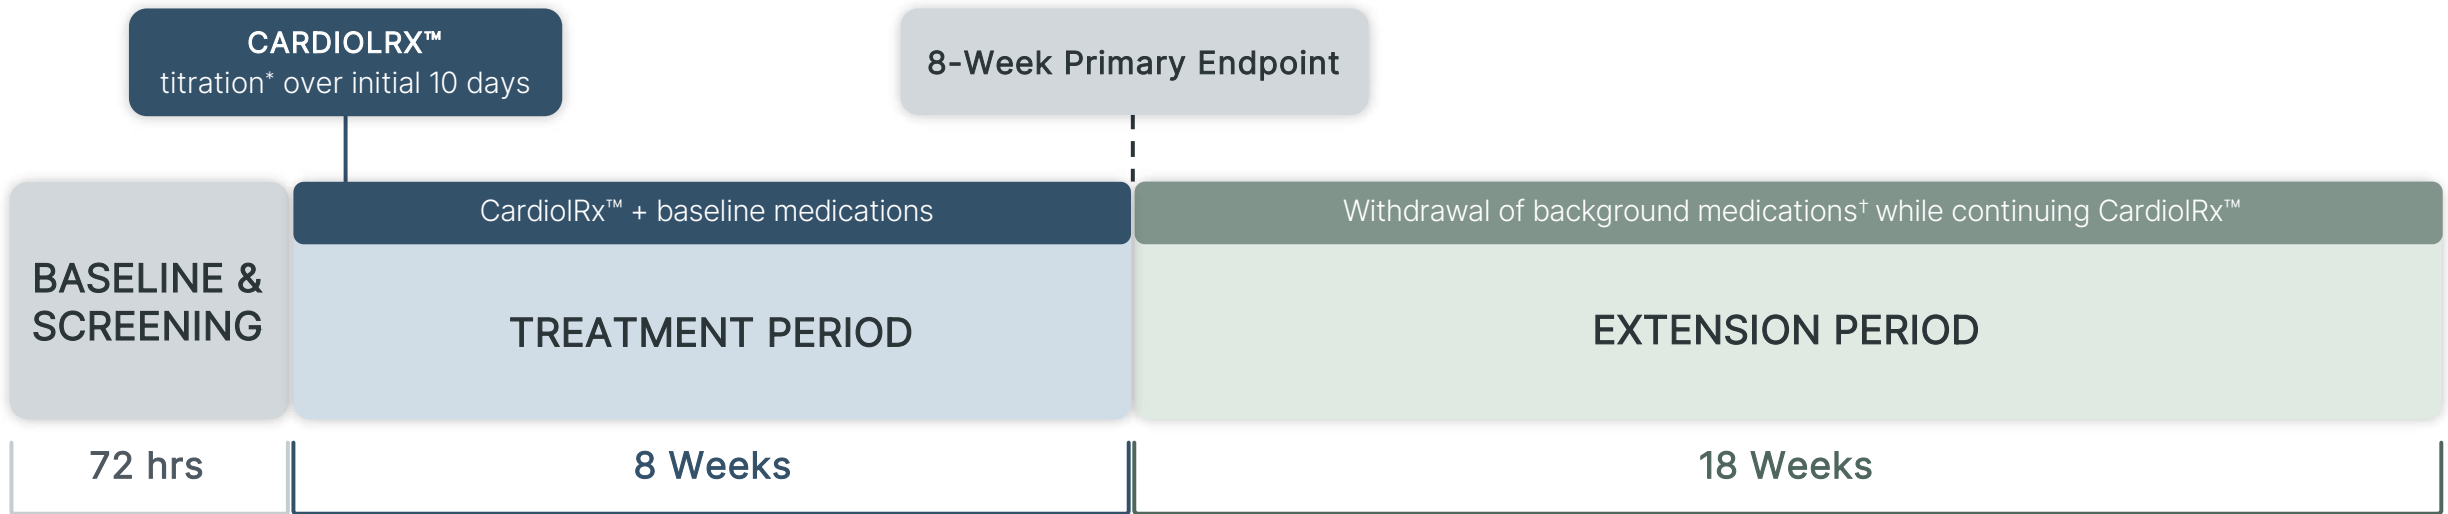 CARDIOLRX™
titration* over initial 10 days
8-Week Primary Endpoint
CardiolRx™ + baseline medications
Withdrawal of background medications† while continuing CardiolRx™
BASELINE &
SCREENING
TREATMENT PERIOD
EXTENSION PERIOD
72 hrs
8 Weeks
18 Weeks